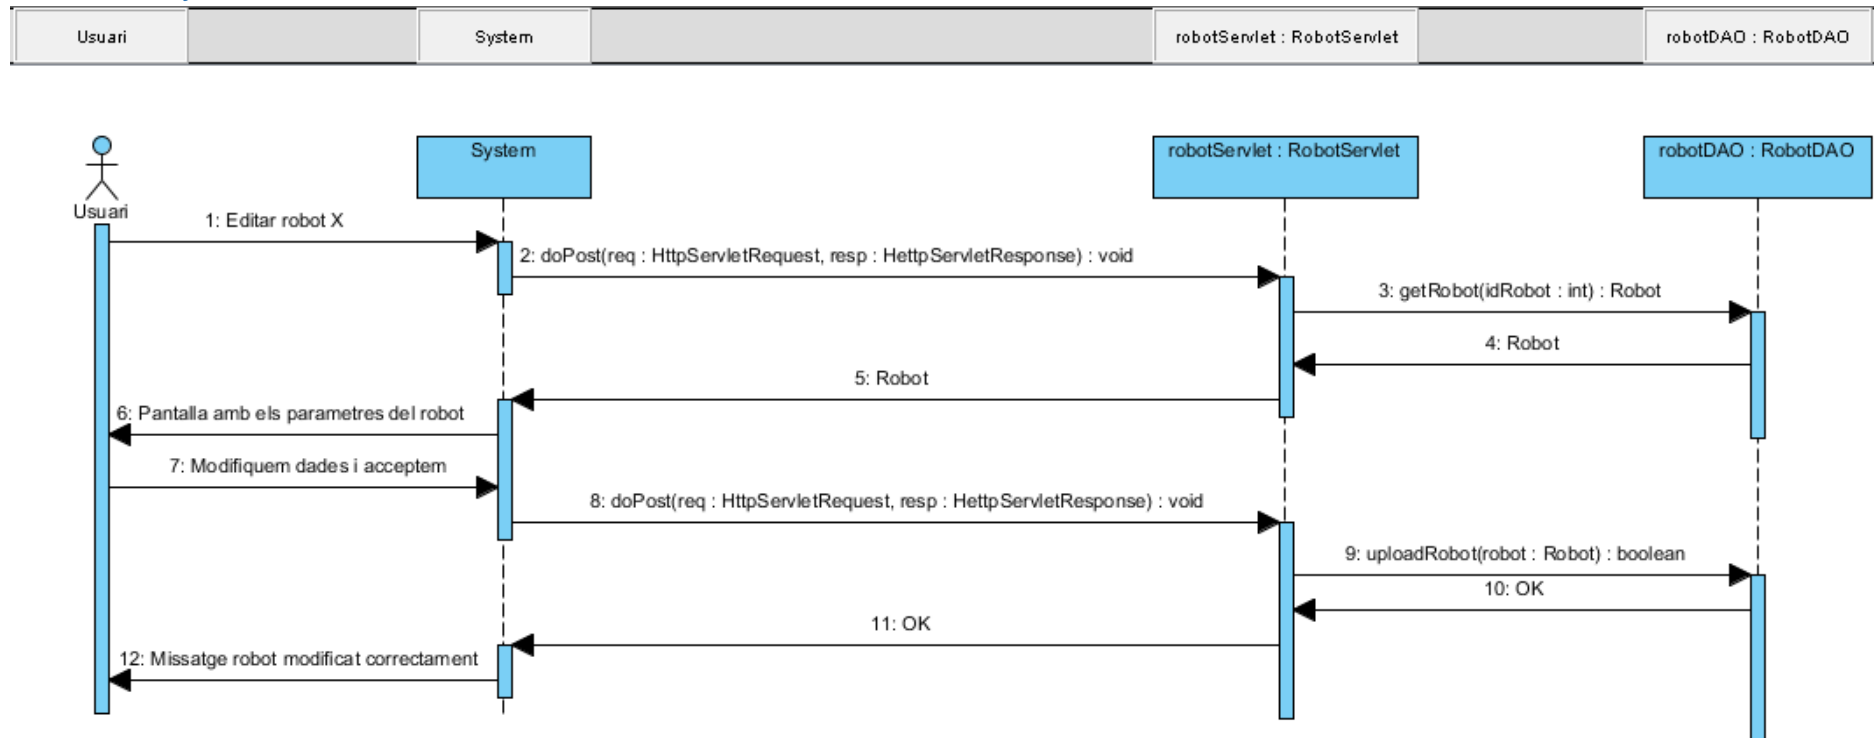 Usuari
System
robotServlet : RobotServlet
robotDAO : RobotDAO
System
robotServlet : RobotServlet
robotDAO : RobotDAO
Usuari
1: Editar robot X
2: doPost(req : HttpServletRequest, resp : HettpServletResponse) : void
3: getRobot(idRobot : int) : Robot
4: Robot
5: Robot
6: Pantalla amb els parametres del robot
7: Modifiquem dades i acceptem
8: doPost(req : HttpServletRequest, resp : HettpServletResponse) : void
9: uploadRobot(robot : Robot) : boolean
10: OK
11: OK
12: Missatge robot modificat correctament